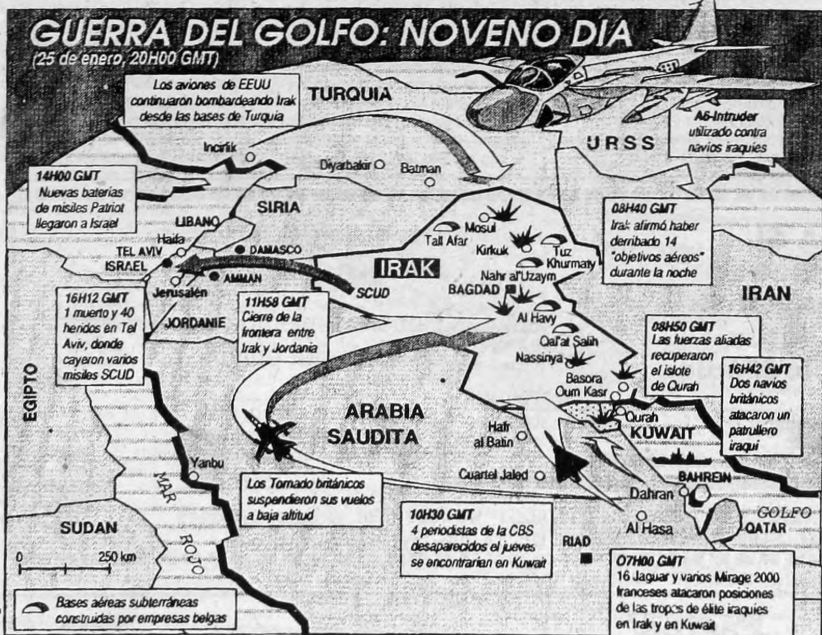 GUERRA DEL GOLFO: NOVENO DIA
(25 de enero, 20H00 GMT)
Los aviones de EEUU
continuaron bombardeando Irak
desde las bases de Turquía
TURQUIA
URSS
A6-Intruder
utilizado contra
navios iraquíes
Incirlik
Diyarbakir
Batman
14H00 GMT
Nuevas baterías
de misiles Patriot
llegaron a Israel
SIRIA
LIBANO
Haifa
TEL AVIV
DAMASCO
ISRAEL
AMMAN
Jerusalén
JORDANIE
Mosul
Tall Afar
Kirkuk
Tuz
Khurmaty
IRAK
Nahr al'Uzaym
BAGDAD
SCUD
Al Havy
Qal'at Salih
Nassinya
Basora
Oum Kasr
Qurah
08H40 GMT
Irak afirmó haber
derribado 14
"objetivos aéreos"
durante la noche
IRAN
16H12 GMT
1 muerto y 40
heridos en Tel
Aviv, donde
cayeron varios
misiles SCUD
11H58 GMT
Cierre de la
frontera entre
Irak y Jordania
08H50 GMT
Las fuerzas aliadas
recuperaron
el islote
de Qurah
16H42 GMT
Dos navíos
británicos
atacaron un
patrullero
iraquí
EGIPTO
ARABIA
SAUDITA
Hafr
al Batin
KUWAIT
Yanbu
Cuartel Jaled
BAHREIN
Dahran
GOLFO
Al Hasa
QATAR
MAR
ROJO
Los Tornado británicos
suspendieron sus vuelos
a baja altitud
SUDAN
0 250 km
10H30 GMT
4 periodistas de la CBS
desaparecidos el jueves
se encontrarían en Kuwait
RIAD
07H00 GMT
16 Jaguar y varios Mirage 2000
franceses atacaron posiciones
de las tropas de élite iraquíes
en Irak y en Kuwait
Bases aéreas subterráneas
construidas por empresas belgas